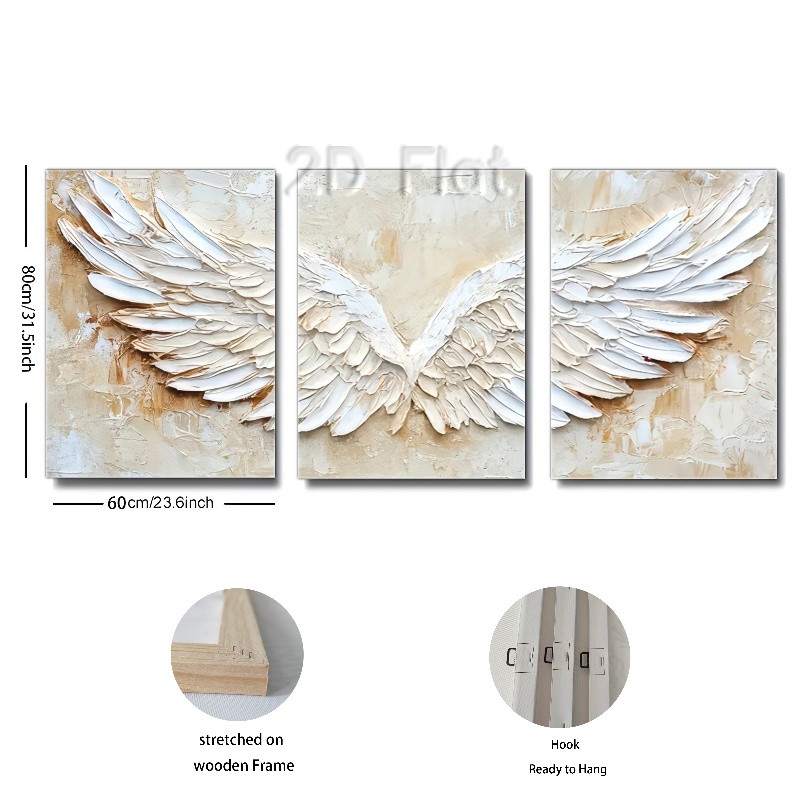 2D Flat
80cm/31.5inch
60cm/23.6inch
stretched on
wooden Frame
Hook
Ready to Hang